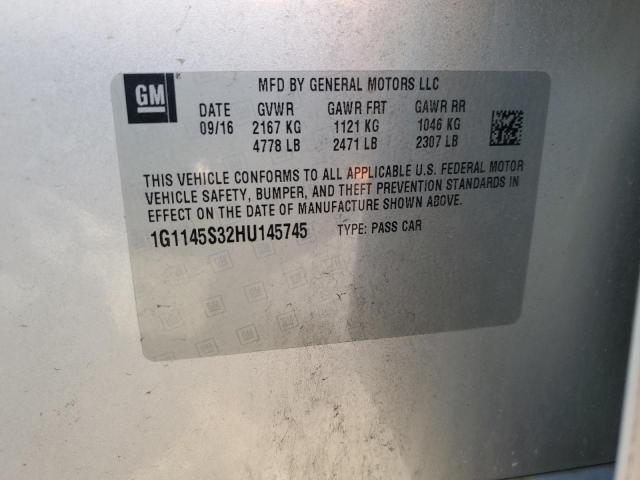 GM
MFD BY GENERAL MOTORS LLC
DATE GVWR GAWR FRT GAWR RR
09/16 2167 KG 1121 KG 1046 KG
4778 LB 2471 LB 2307 LB
THIS VEHICLE CONFORMS TO ALL APPLICABLE U.S. FEDERAL MOTOR
VEHICLE SAFETY, BUMPER, AND THEFT PREVENTION STANDARDS IN
EFFECT ON THE DATE OF MANUFACTURE SHOWN ABOVE.
1G1145S32HU145745 TYPE: PASS CAR